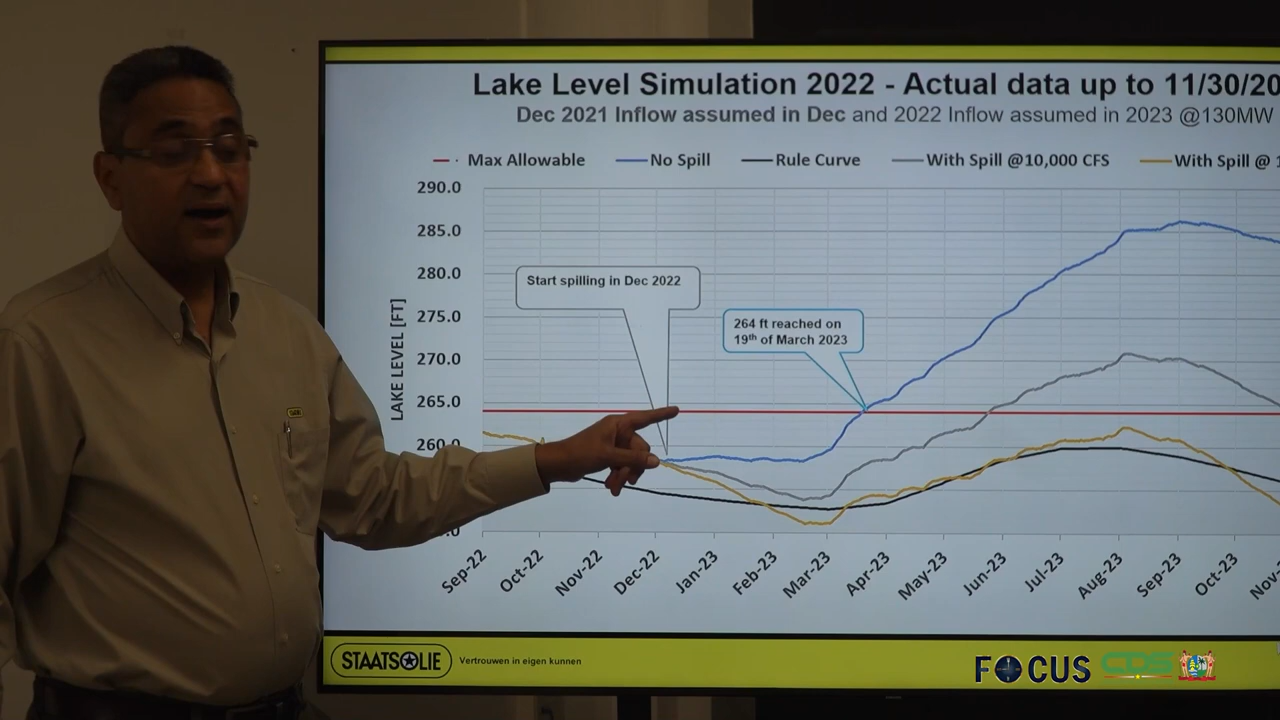 Lake Level Simulation 2022 - Actual data up to 11/30/20
Dec 2021 Inflow assumed in Dec and 2022 Inflow assumed in 2023 @130MW
Max Allowable No Spill Rule Curve With Spill @10,000 CFS With Spill @ 1
LAKE LEVEL [FT]
290.0
285.0
280.0
275.0
270.0
265.0
260.0
.0
Start spilling in Dec 2022
264 ft reached on
19th of March 2023
Sep-22 Oct-22 Nov-22 Dec-22 Jan-23 Feb-23 Mar-23 Apr-23 May-23 Jun-23 Jul-23 Aug-23 Sep-23 Oct-23 Nov-
STAATSOLIE Vertrouwen in eigen kunnen
FOCUS CDS